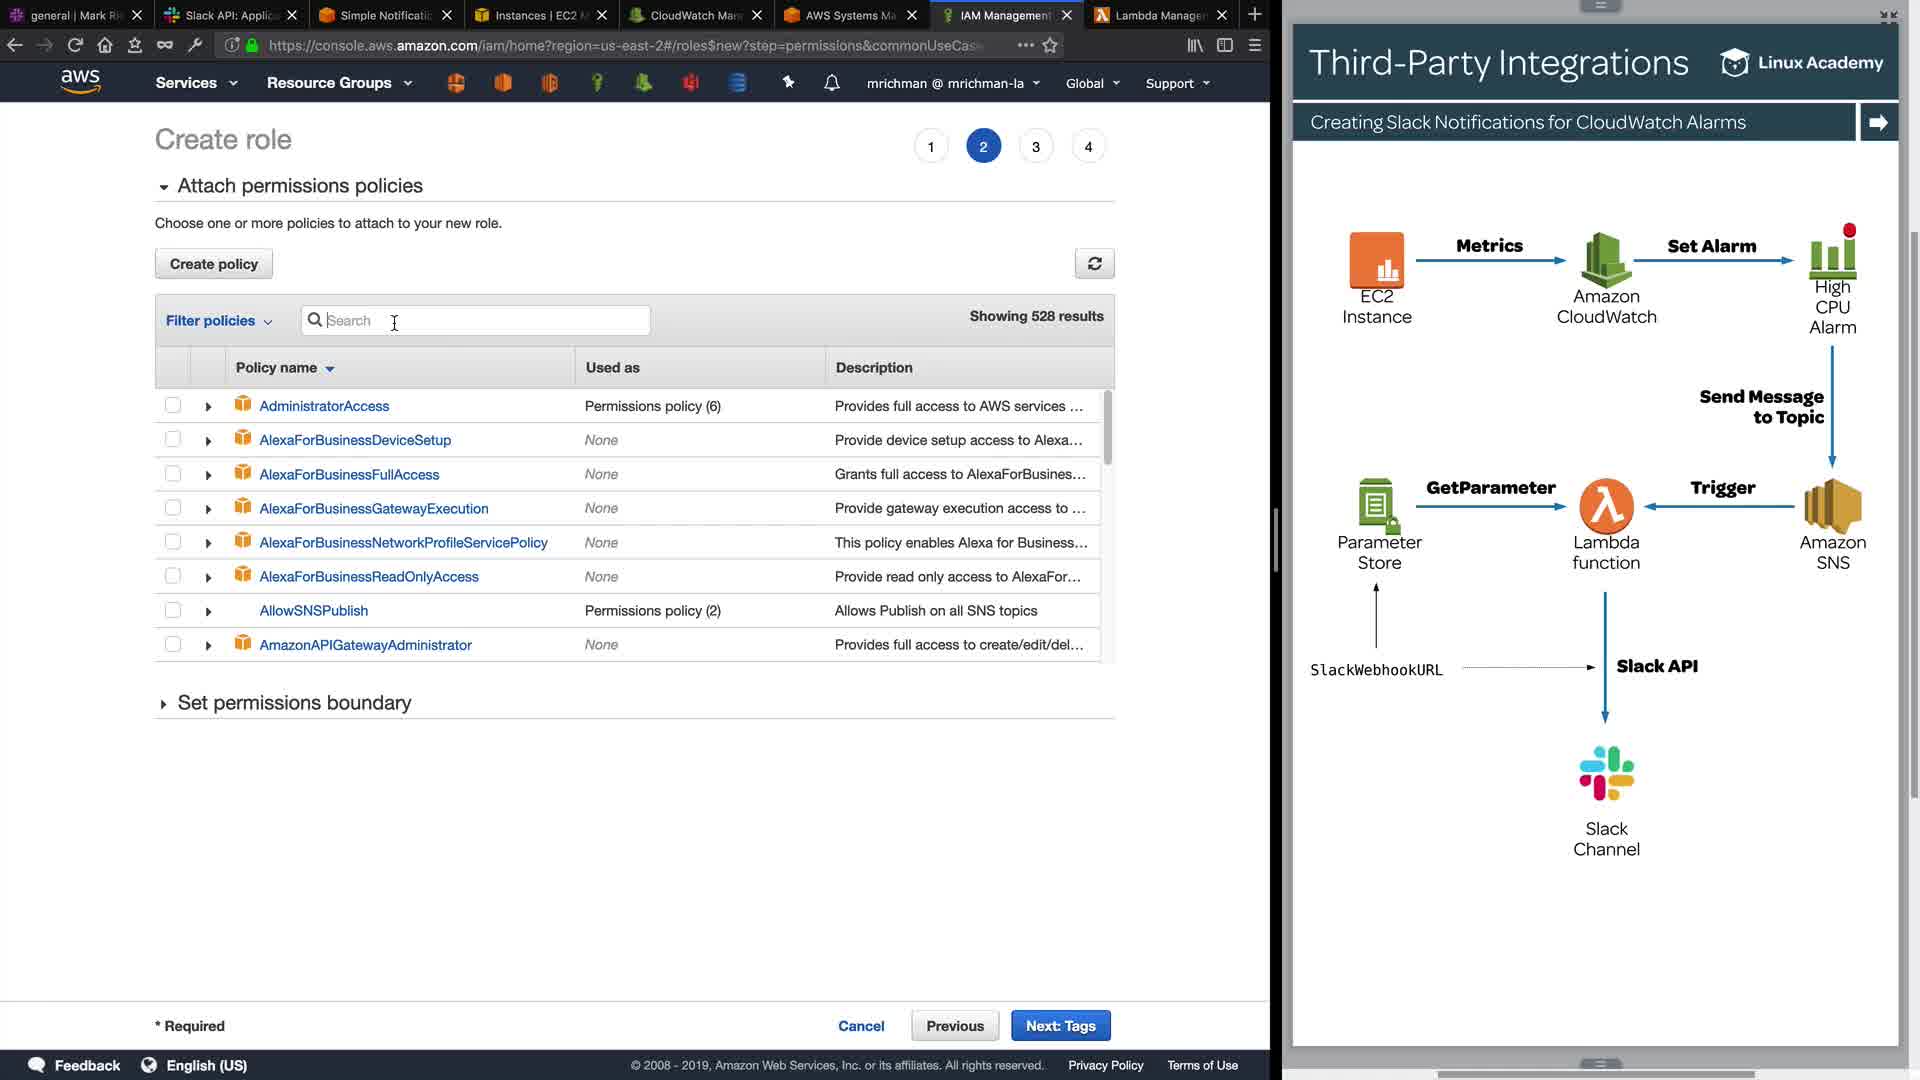 general | Mark Ri
Slack API: Applic
Simple Notificatic
Instances | EC2 M
CloudWatch Man
AWS Systems Ma
IAM Management
Lambda Manager
https://console.aws.amazon.com/iam/home?region=us-east-2#/roles$new?step=permissions&commonUseCas
aws
Services
Resource Groups
mrichman @ mrichman-la
Global
Support
Create role
1
2
3
4
Attach permissions policies
Choose one or more policies to attach to your new role.
Create policy
Filter policies
Search
Showing 528 results
Policy name
Used as
Description
AdministratorAccess
Permissions policy (6)
Provides full access to AWS services ...
AlexaForBusinessDeviceSetup
None
Provide device setup access to Alexa...
AlexaForBusinessFullAccess
None
Grants full access to AlexaForBusines...
AlexaForBusinessGatewayExecution
None
Provide gateway execution access to ...
AlexaForBusinessNetworkProfileServicePolicy
None
This policy enables Alexa for Business...
AlexaForBusinessReadOnlyAccess
None
Provide read only access to AlexaFor...
AllowSNSPublish
Permissions policy (2)
Allows Publish on all SNS topics
AmazonAPIGatewayAdministrator
None
Provides full access to create/edit/del...
Set permissions boundary
* Required
Cancel
Previous
Next: Tags
Feedback
English (US)
© 2008 - 2019, Amazon Web Services, Inc. or its affiliates. All rights reserved.
Privacy Policy
Terms of Use
Third-Party Integrations
Linux Academy
Creating Slack Notifications for CloudWatch Alarms
EC2
Instance
Metrics
Amazon
CloudWatch
Set Alarm
High
CPU
Alarm
Send Message
to Topic
Parameter
Store
GetParameter
Lambda
function
Trigger
Amazon
SNS
SlackWebhookURL
Slack API
Slack
Channel